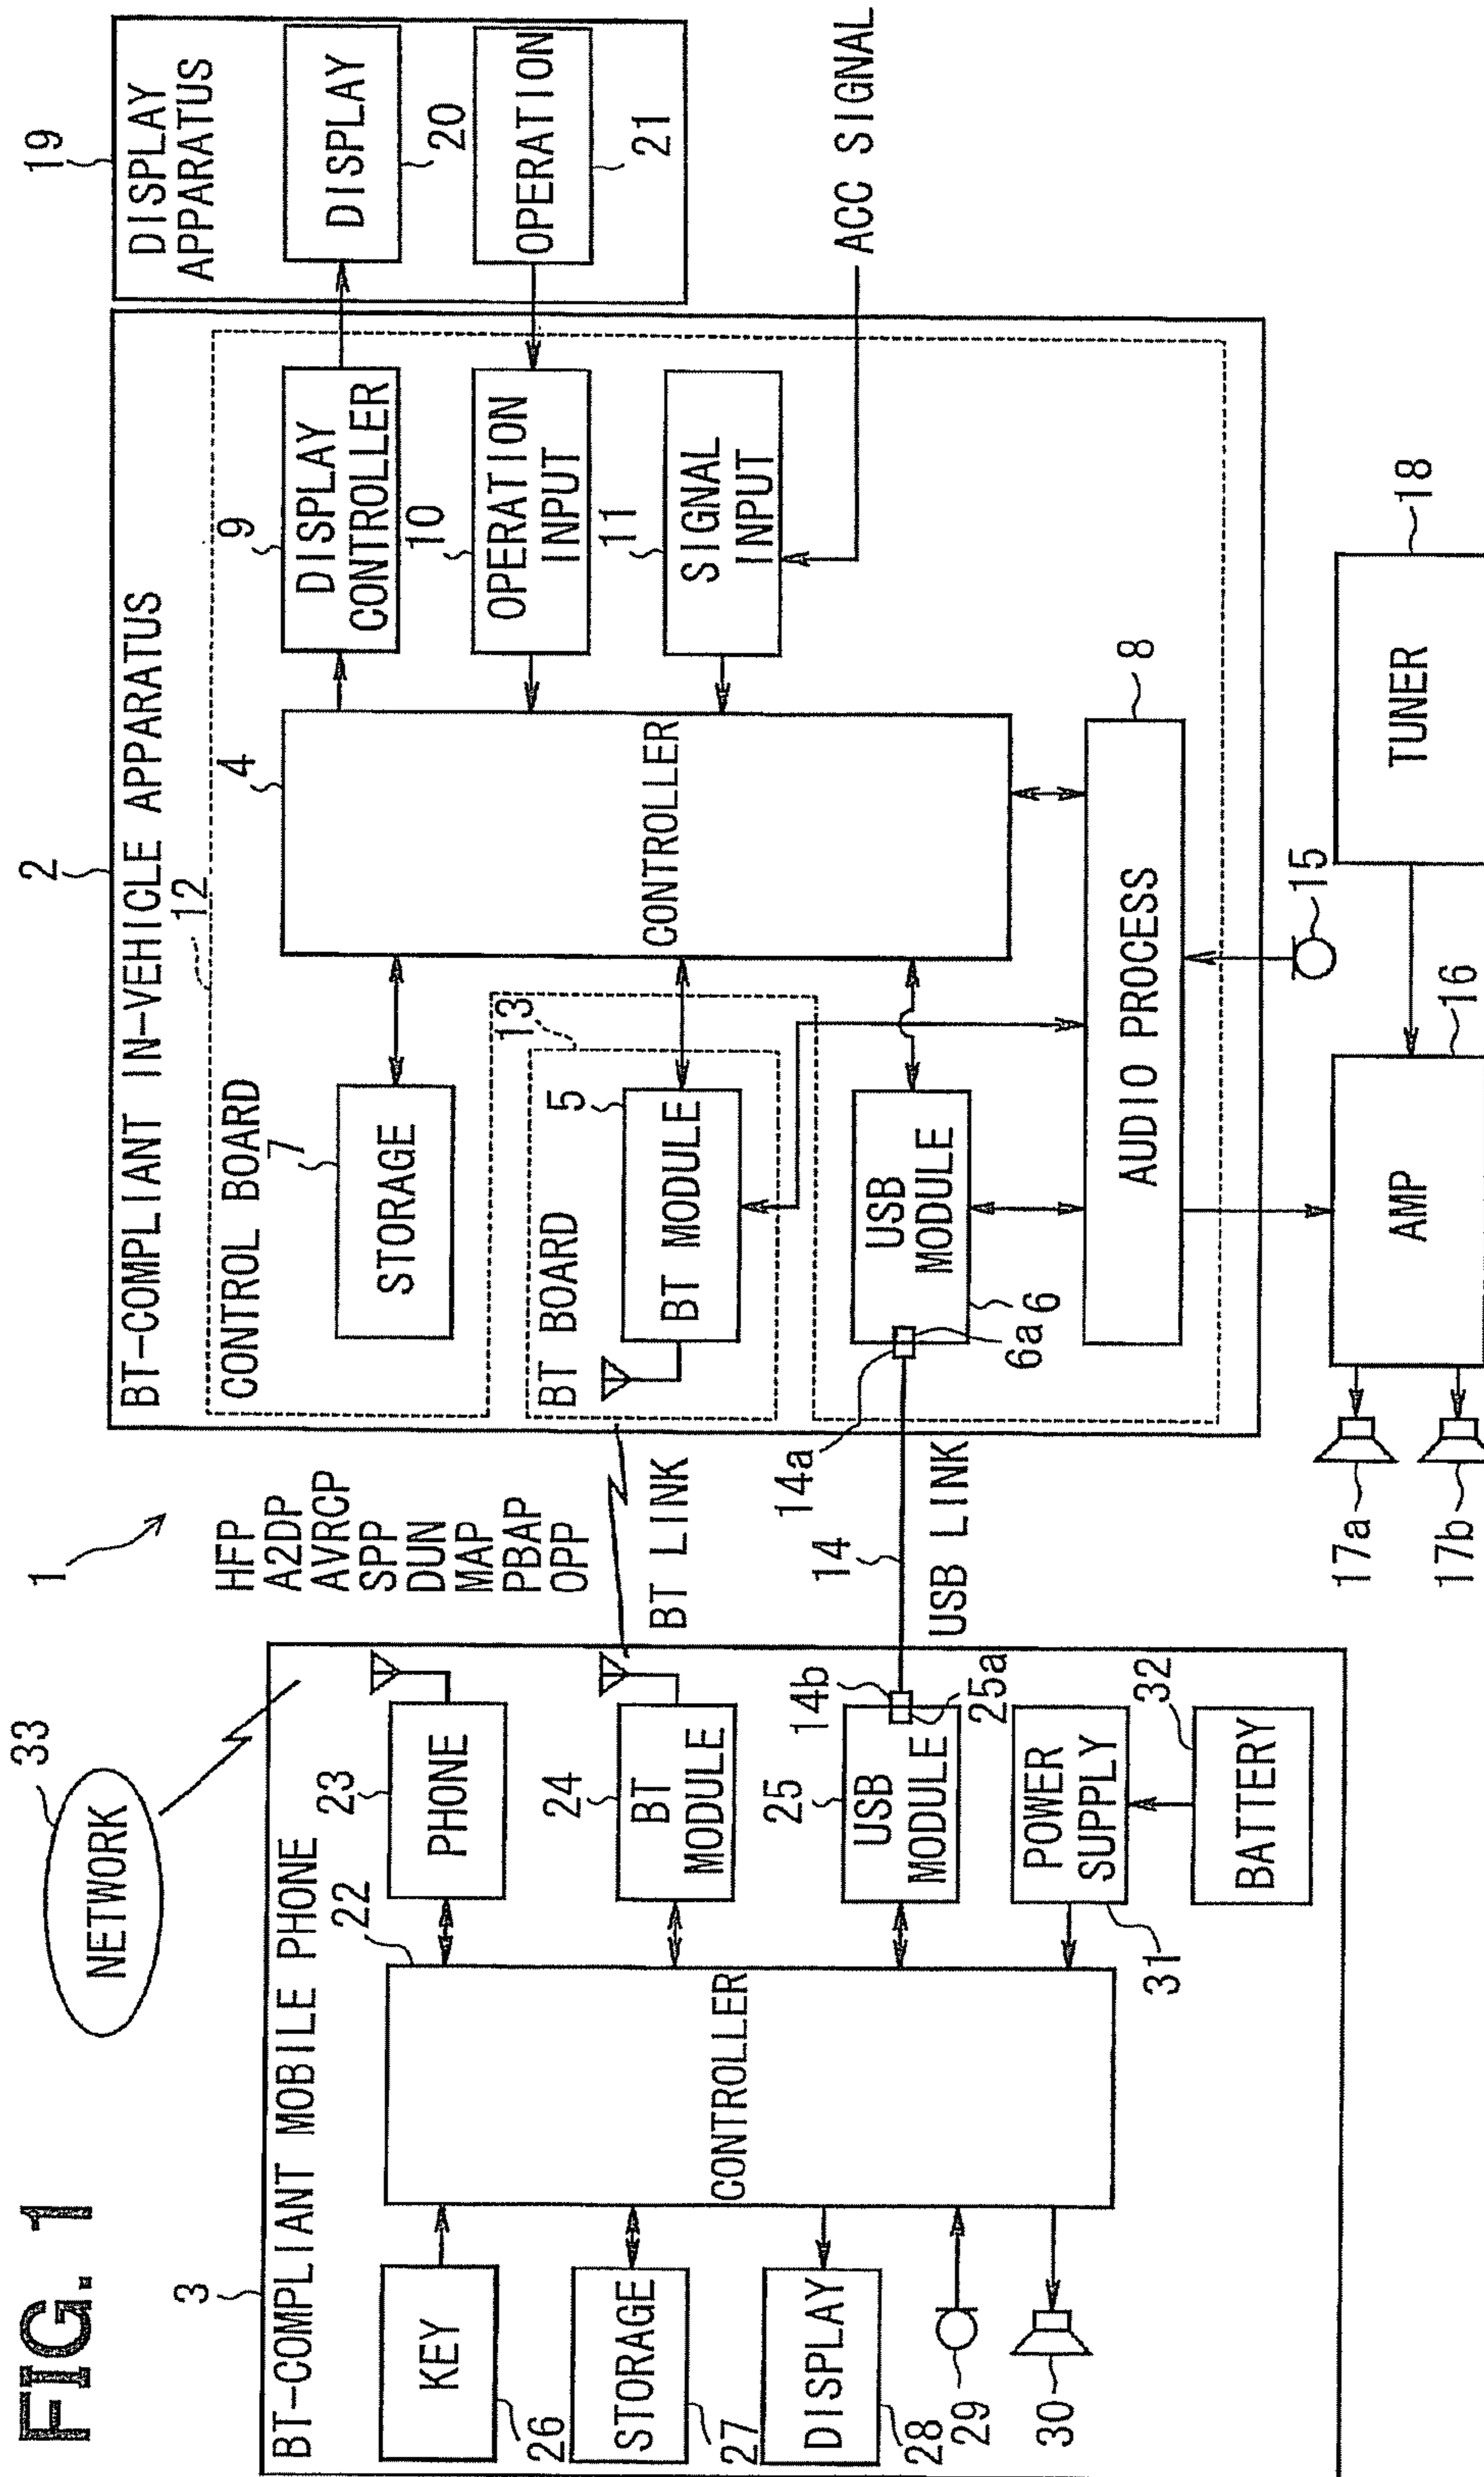 FIG. 1
33
NETWORK
1
3
BT-COMPLIANT MOBILE PHONE
KEY
26
STORAGE
27
DISPLAY
28
29
30
22
CONTROLLER
23
PHONE
24
BT
MODULE
25
USB
MODULE
14b
25a
POWER
SUPPLY
31
32
BATTERY
HFP
A2DP
AVRCP
SPP
DUN
MAP
PBAP
OPP
BT LINK
14
14a
USB LINK
2
BT-COMPLIANT IN-VEHICLE APPARATUS
12
CONTROL BOARD
7
STORAGE
13
BT BOARD
5
BT MODULE
USB
MODULE
6
6a
4
CONTROLLER
9
DISPLAY
CONTROLLER
10
OPERATION
INPUT
11
SIGNAL
INPUT
8
AUDIO PROCESS
19
DISPLAY
APPARATUS
DISPLAY
20
OPERATION
21
ACC SIGNAL
15
16
AMP
17a
17b
18
TUNER